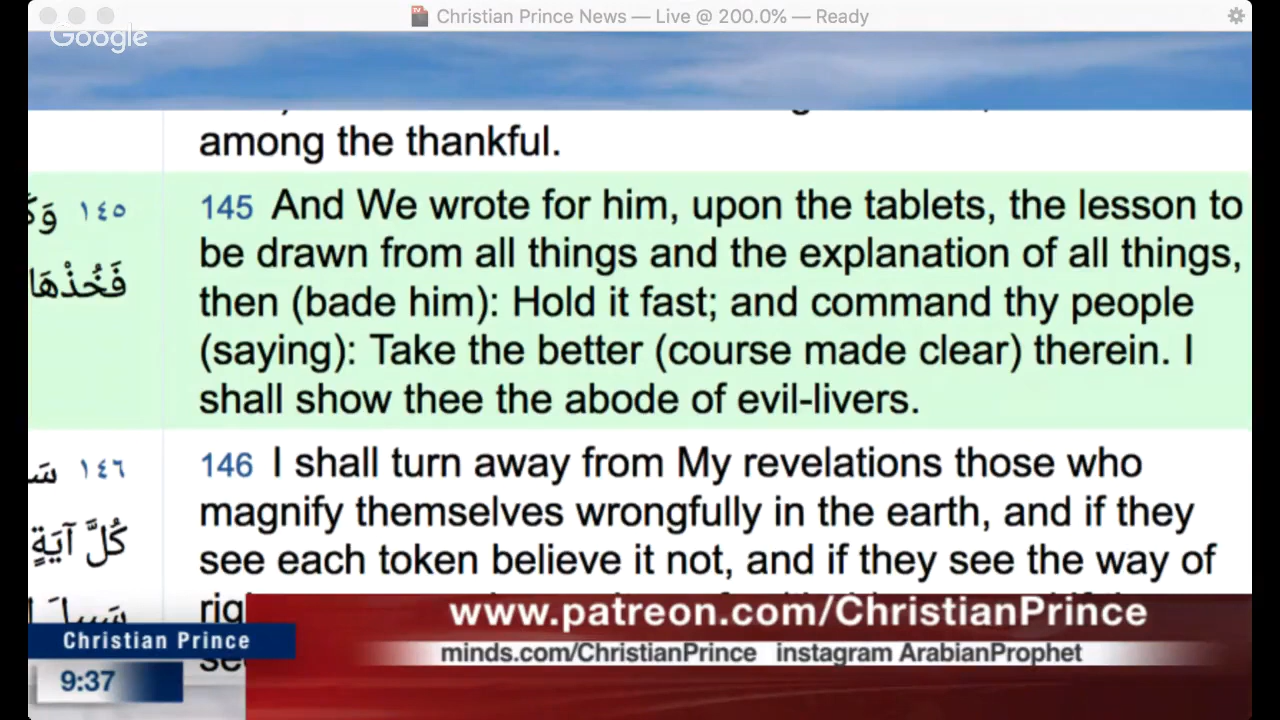 Christian Prince News — Live @ 200.0% — Ready
Google
among the thankful.
١٤٥
145 And We wrote for him, upon the tablets, the lesson to
be drawn from all things and the explanation of all things,
فَخُذْهَا
then (bade him): Hold it fast; and command thy people
(saying): Take the better (course made clear) therein. I
shall show thee the abode of evil-livers.
١٤٦
146 I shall turn away from My revelations those who
magnify themselves wrongfully in the earth, and if they
كُلَّ آيَةٍ
see each token believe it not, and if they see the way of
www.patreon.com/ChristianPrince
Christian Prince
minds.com/ChristianPrince instagram ArabianProphet
9:37